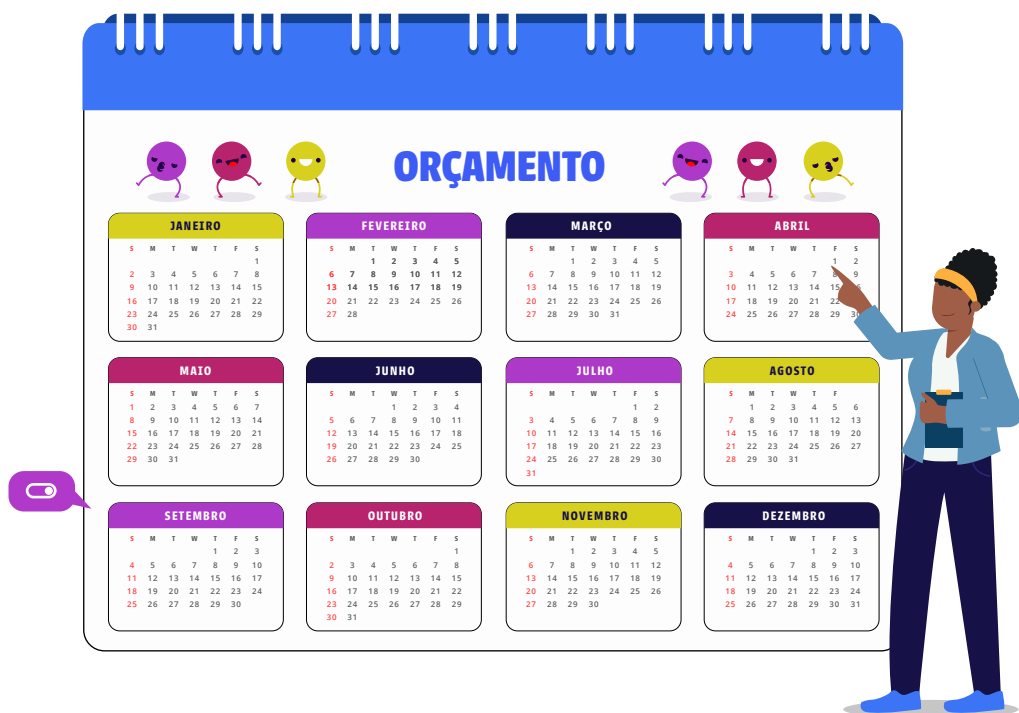 ORÇAMENTO
JANEIRO
S M T W T F S
1
2 3 4 5 6 7 8
9 10 11 12 13 14 15
16 17 18 19 20 21 22
23 24 25 26 27 28 29
30 31
FEVEREIRO
S M T W T F S
1 2 3 4 5
6 7 8 9 10 11 12
13 14 15 16 17 18 19
20 21 22 23 24 25 26
27 28
MARÇO
S M T W T F S
1 2 3 4 5
6 7 8 9 10 11 12
13 14 15 16 17 18 19
20 21 22 23 24 25 26
27 28 29 30 31
ABRIL
S M T W T F S
1 2
3 4 5 6 7 8 9
10 11 12 13 14 15
17 18 19 20 21 22
24 25 26 27 28 29 30
MAIO
S M T W T F S
1 2 3 4 5 6 7
8 9 10 11 12 13 14
15 16 17 18 19 20 21
22 23 24 25 26 27 28
29 30 31
JUNHO
S M T W T F S
1 2 3 4
5 6 7 8 9 10 11
12 13 14 15 16 17 18
19 20 21 22 23 24 25
26 27 28 29 30
JULHO
S M T W T F S
1 2
3 4 5 6 7 8 9
10 11 12 13 14 15 16
17 18 19 20 21 22 23
24 25 26 27 28 29 30
31
AGOSTO
S M T W T F
1 2 3 4 5 6
7 8 9 10 11 12 13
14 15 16 17 18 19 20
21 22 23 24 25 26 27
28 29 30 31
SETEMBRO
S M T W T F S
1 2 3
4 5 6 7 8 9 10
11 12 13 14 15 16 17
18 19 20 21 22 23 24
25 26 27 28 29 30
OUTUBRO
S M T W T F S
1
2 3 4 5 6 7 8
9 10 11 12 13 14 15
16 17 18 19 20 21 22
23 24 25 26 27 28 29
30 31
NOVEMBRO
S M T W T F S
1 2 3 4 5
6 7 8 9 10 11 12
13 14 15 16 17 18 19
20 21 22 23 24 25 26
27 28 29 30
DEZEMBRO
S M T W T F S
1 2 3
4 5 6 7 8 9 10
11 12 13 14 15 16 17
18 19 20 21 22 23 24
25 26 27 28 29 30 31